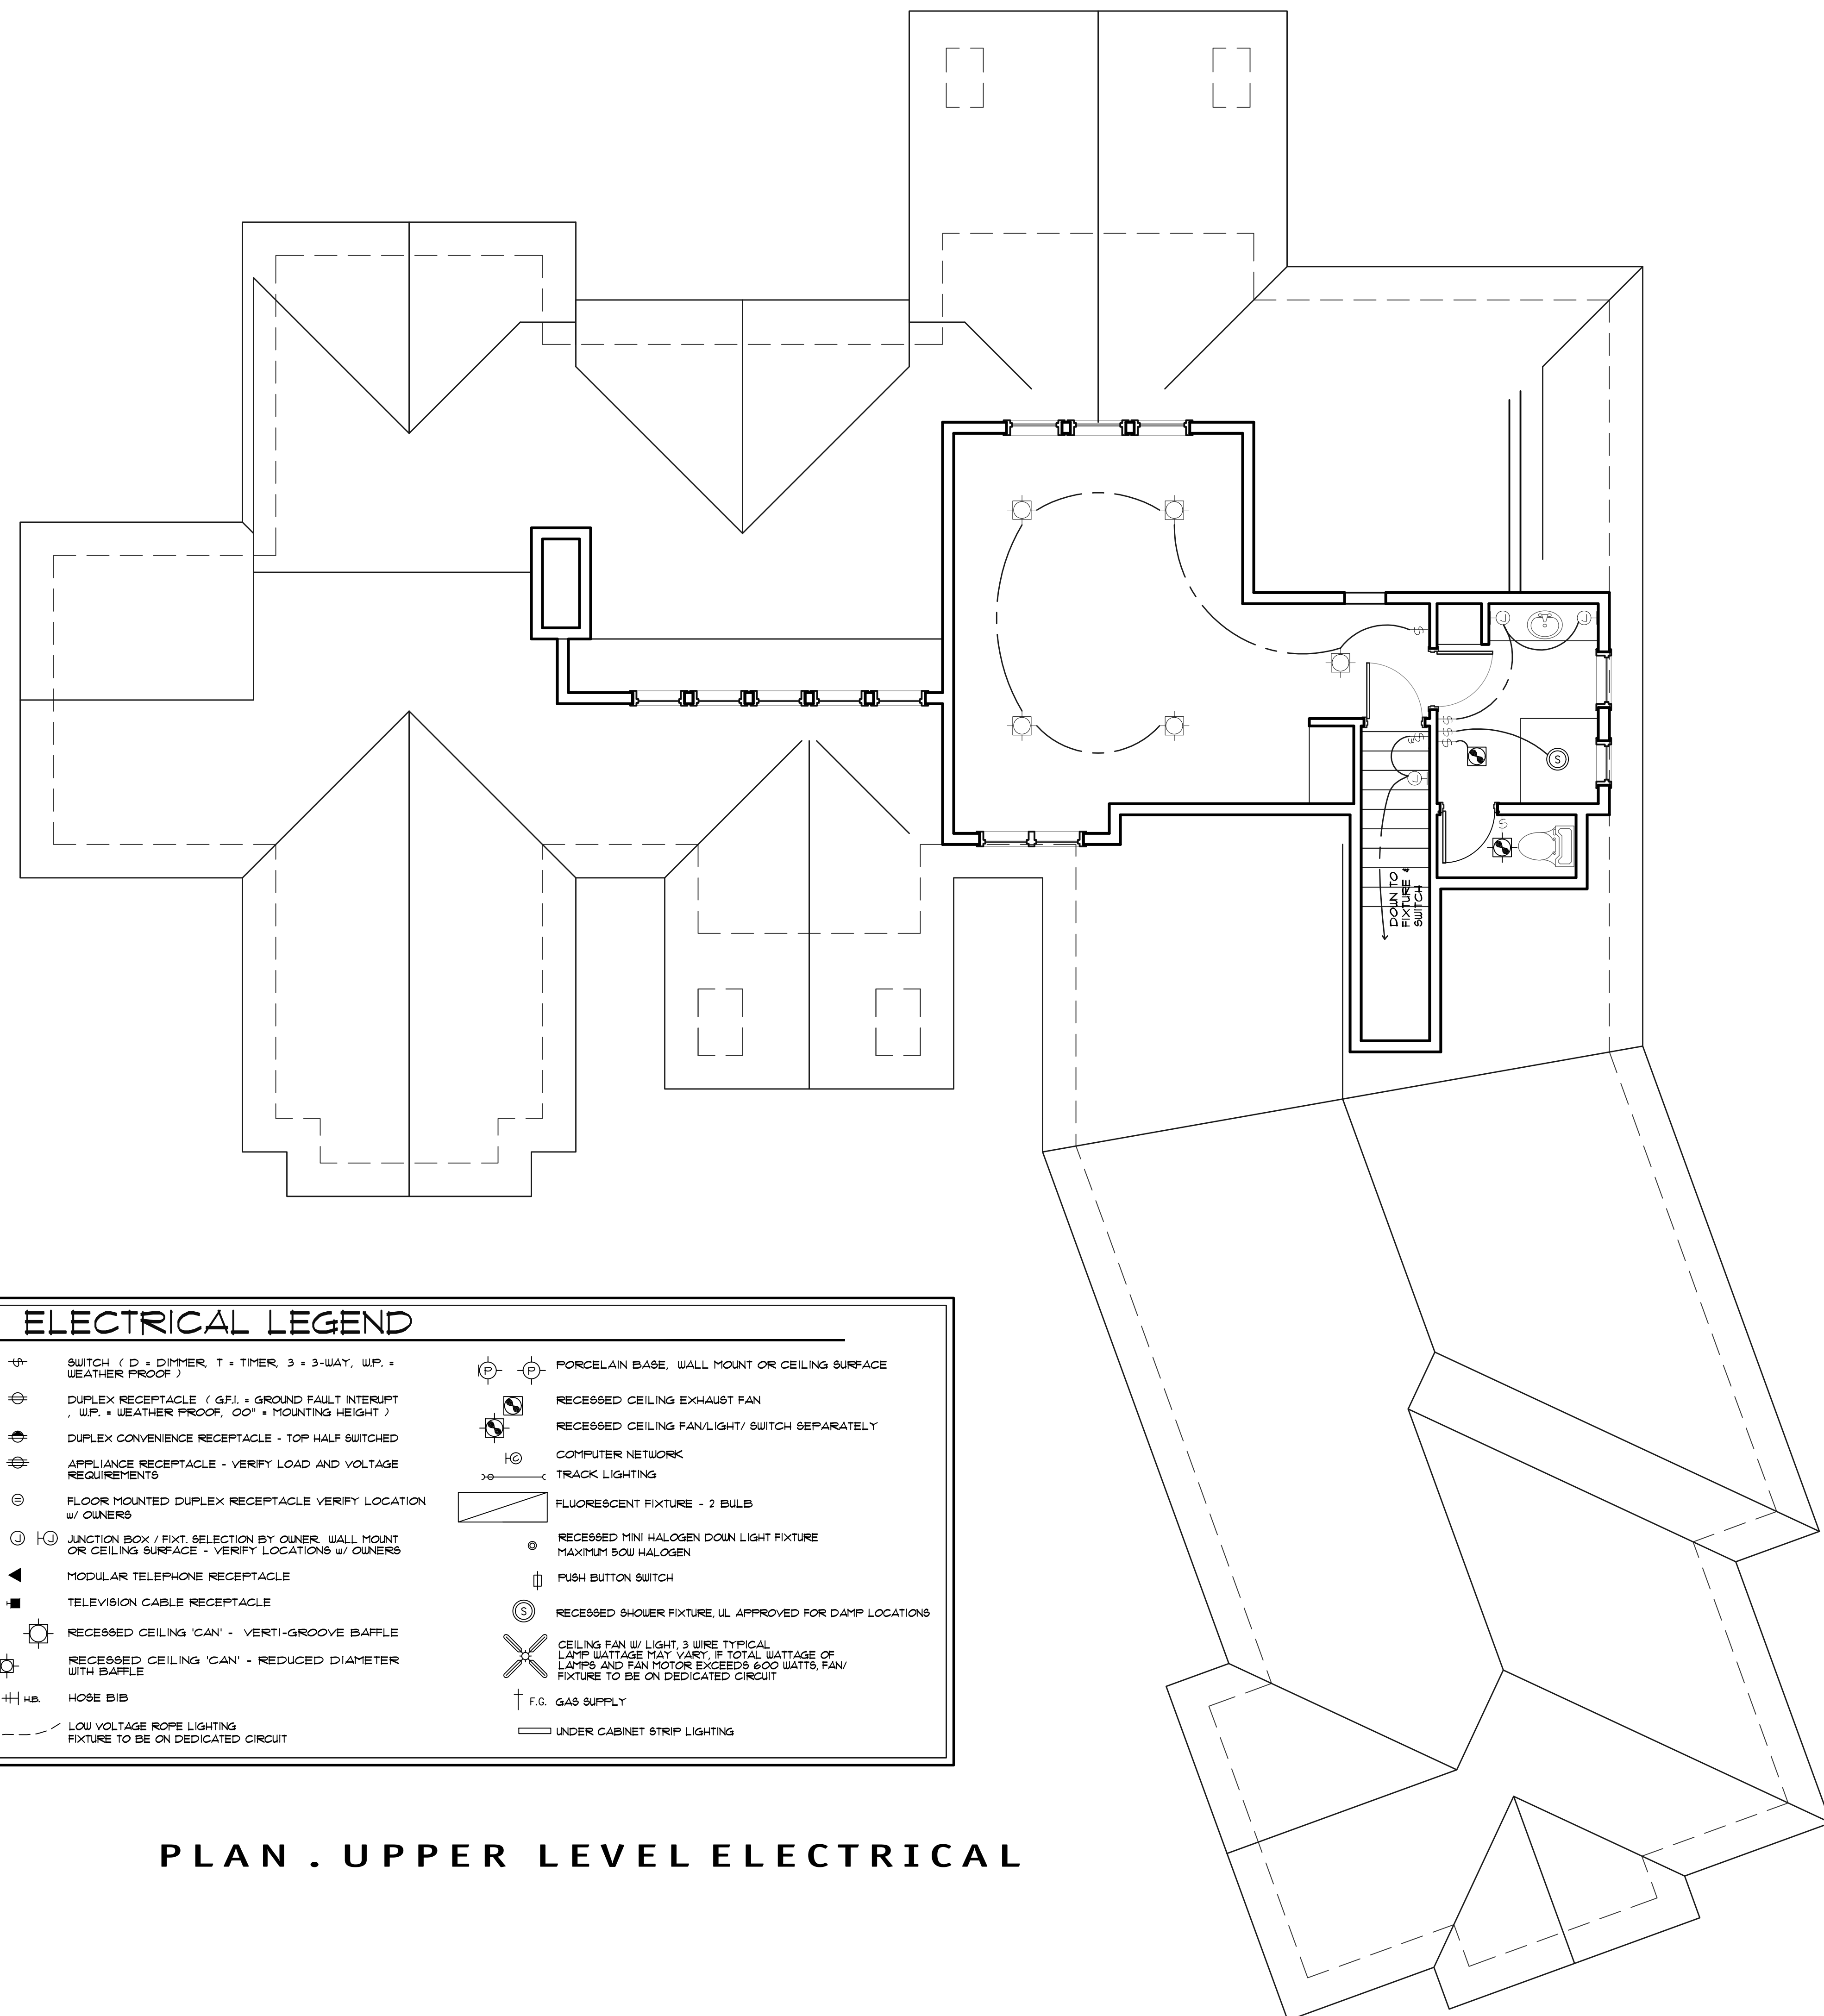 S
S
S
S
S
S3
J
J
J
S
S
DOWN TO
FIXTURE &
SWITCH
ELECTRICAL LEGEND
S
SWITCH ( D = DIMMER, T = TIMER, 3 = 3-WAY, W.P. =
WEATHER PROOF )
DUPLEX RECEPTACLE ( G.F.I. = GROUND FAULT INTERUPT
, W.P. = WEATHER PROOF, 00" = MOUNTING HEIGHT )
DUPLEX CONVENIENCE RECEPTACLE - TOP HALF SWITCHED
APPLIANCE RECEPTACLE - VERIFY LOAD AND VOLTAGE
REQUIREMENTS
FLOOR MOUNTED DUPLEX RECEPTACLE VERIFY LOCATION
w/ OWNERS
J J
JUNCTION BOX / FIXT. SELECTION BY OWNER. WALL MOUNT
OR CEILING SURFACE - VERIFY LOCATIONS w/ OWNERS
MODULAR TELEPHONE RECEPTACLE
TELEVISION CABLE RECEPTACLE
RECESSED CEILING 'CAN' - VERTI-GROOVE BAFFLE
RECESSED CEILING 'CAN' - REDUCED DIAMETER
WITH BAFFLE
H.B. HOSE BIB
LOW VOLTAGE ROPE LIGHTING
FIXTURE TO BE ON DEDICATED CIRCUIT
P P PORCELAIN BASE, WALL MOUNT OR CEILING SURFACE
RECESSED CEILING EXHAUST FAN
RECESSED CEILING FAN/LIGHT/ SWITCH SEPARATELY
C COMPUTER NETWORK
TRACK LIGHTING
FLUORESCENT FIXTURE - 2 BULB
RECESSED MINI HALOGEN DOWN LIGHT FIXTURE
MAXIMUM 50W HALOGEN
PUSH BUTTON SWITCH
S RECESSED SHOWER FIXTURE, UL APPROVED FOR DAMP LOCATIONS
CEILING FAN W/ LIGHT, 3 WIRE TYPICAL
LAMP WATTAGE MAY VARY, IF TOTAL WATTAGE OF
LAMPS AND FAN MOTOR EXCEEDS 600 WATTS, FAN/
FIXTURE TO BE ON DEDICATED CIRCUIT
F.G. GAS SUPPLY
UNDER CABINET STRIP LIGHTING
PLAN . UPPER LEVEL ELECTRICAL